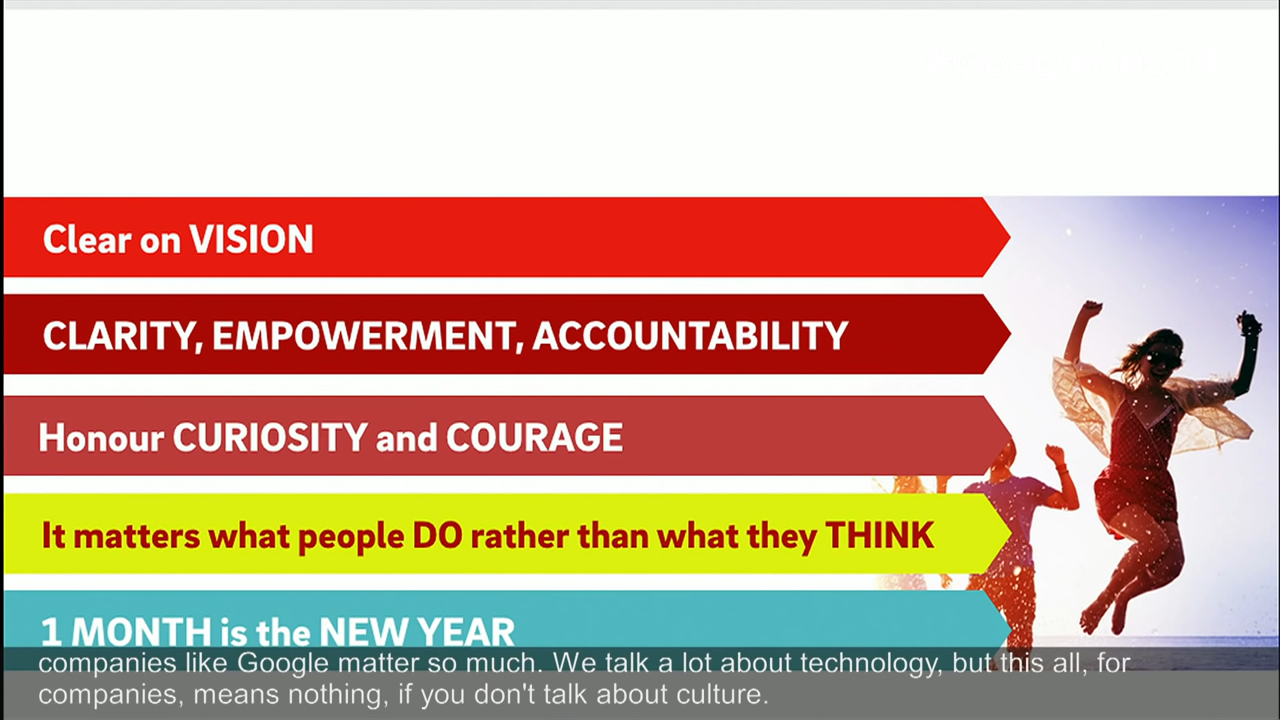 Clear on VISION
CLARITY, EMPOWERMENT, ACCOUNTABILITY
Honour CURIOSITY and COURAGE
It matters what people DO rather than what they THINK
1 MONTH is the NEW YEAR
companies like Google matter so much. We talk a lot about technology, but this all, for
companies, means nothing, if you don't talk about culture.